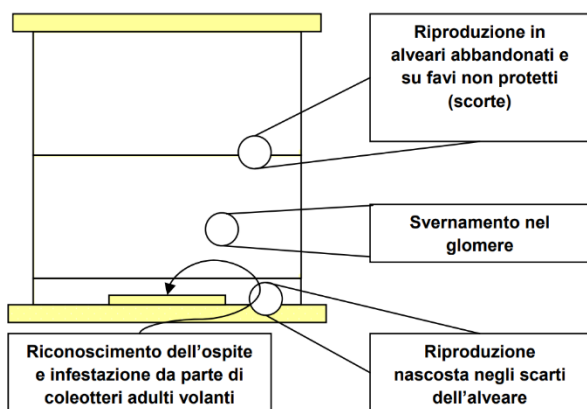 Riproduzione in
alveari abbandonati e
su favi non protetti
(scorte)
Svernamento nel
glomere
Riconoscimento dell'ospite
e infestazione da parte di
coleotteri adulti volanti
Riproduzione
nascosta negli scarti
dell'alveare